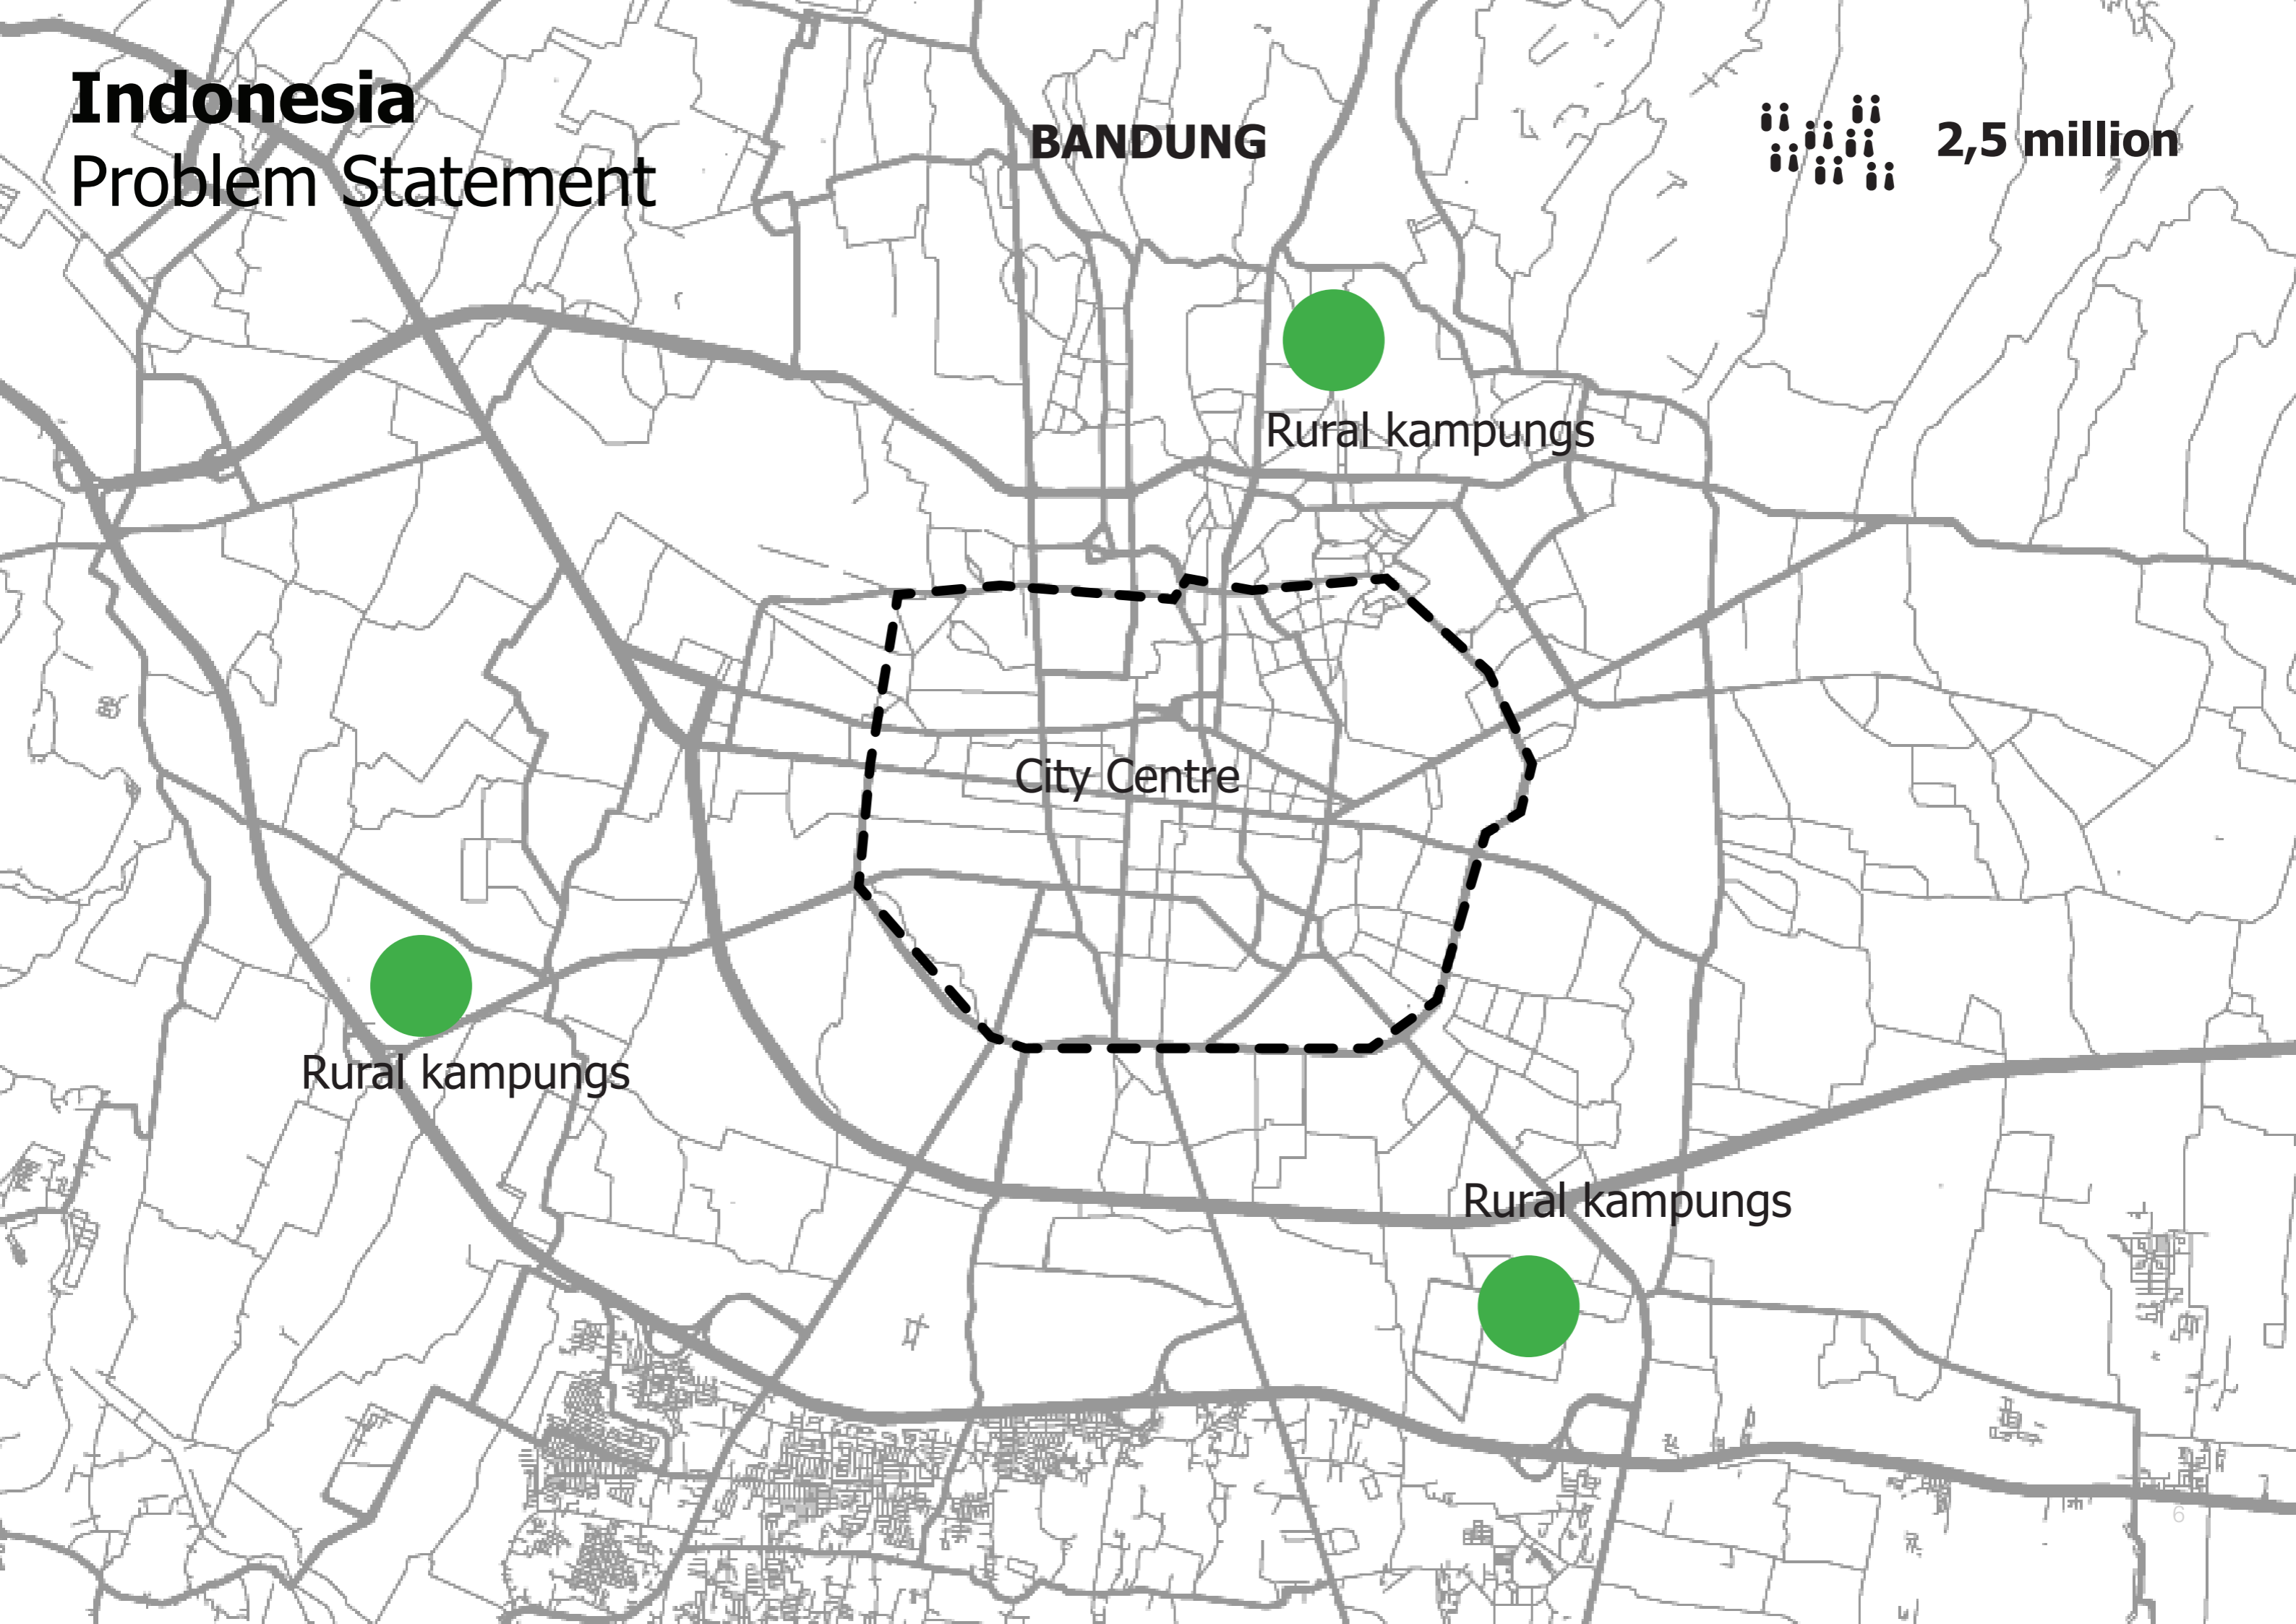 Indonesia
Problem Statement
BANDUNG
2,5 million
Rural kampungs
City Centre
Rural kampungs
Rural kampungs
6